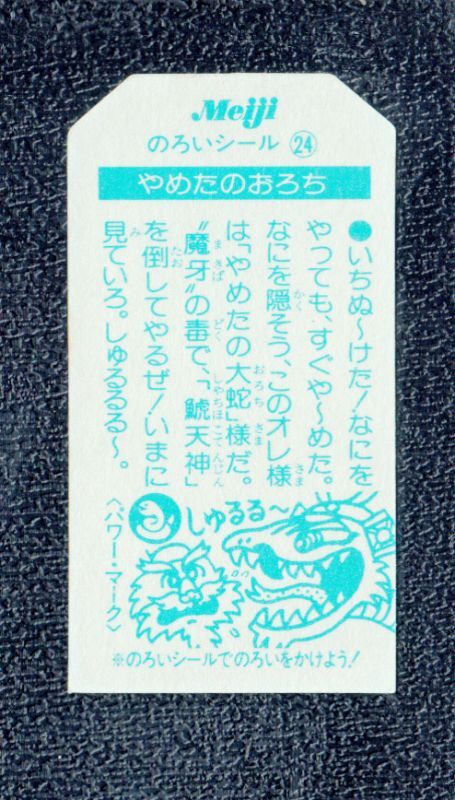 Meiji
のろいシール ㉔
やめたのおろち
●いちぬ〜けた!なにを
やっても、すぐや〜めた。
なにを隠そう、このオレ様
は「やめたの大蛇」様だ。
"魔牙"の毒で、「鯱天神」
を倒してやるぜ!いまに
見ていろ。しゅるるる〜。
しゅるる〜
〈パワー・マーク〉
※のろいシールでのろいをかけよう!